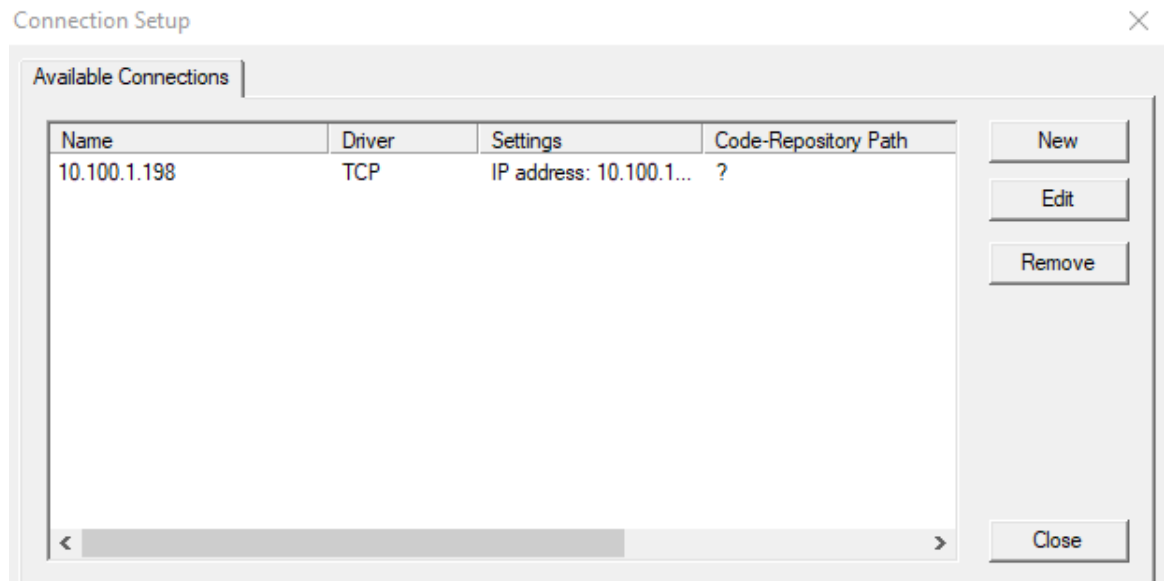 Connection Setup
Available Connections
Name Driver Settings Code-Repository Path
10.100.1.198 TCP IP address: 10.100.1... ?
New
Edit
Remove
Close